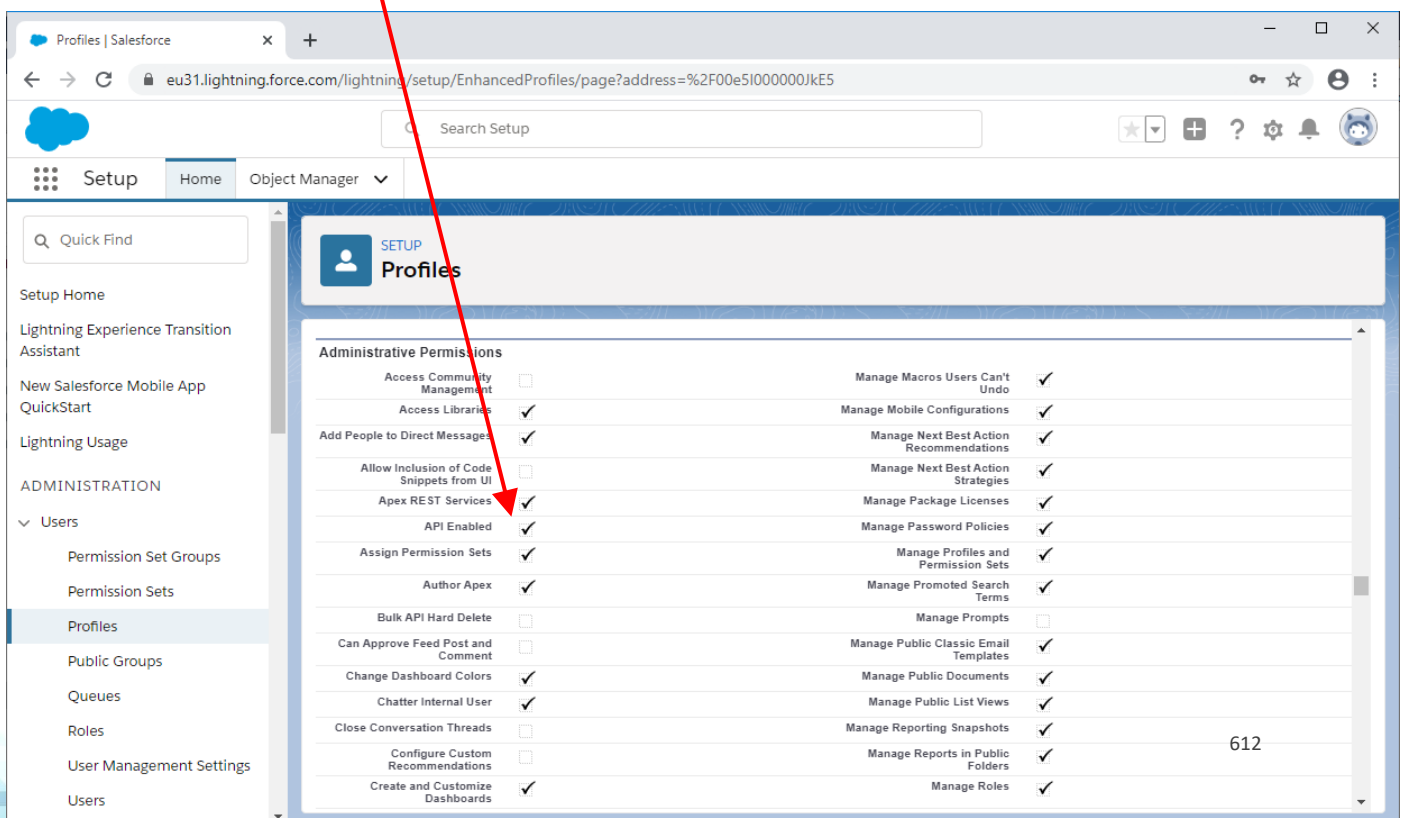 Profiles | Salesforce
eu31.lightning.force.com/lightning/setup/EnhancedProfiles/page?address=%2F00e5I000000JkE5
Search Setup
Setup
Home
Object Manager
Quick Find
Setup Home
Lightning Experience Transition
Assistant
New Salesforce Mobile App
QuickStart
Lightning Usage
ADMINISTRATION
Users
Permission Set Groups
Permission Sets
Profiles
Public Groups
Queues
Roles
User Management Settings
Users
SETUP
Profiles
Administrative Permissions
Access Community
Management
Manage Macros Users Can't
Undo
Access Libraries
Manage Mobile Configurations
Add People to Direct Messages
Manage Next Best Action
Recommendations
Allow Inclusion of Code
Snippets from UI
Manage Next Best Action
Strategies
Apex REST Services
Manage Package Licenses
API Enabled
Manage Password Policies
Assign Permission Sets
Manage Profiles and
Permission Sets
Author Apex
Manage Promoted Search
Terms
Bulk API Hard Delete
Manage Prompts
Can Approve Feed Post and
Comment
Manage Public Classic Email
Templates
Change Dashboard Colors
Manage Public Documents
Chatter Internal User
Manage Public List Views
Close Conversation Threads
Manage Reporting Snapshots
Configure Custom
Recommendations
Manage Reports in Public
Folders
Create and Customize
Dashboards
Manage Roles
612